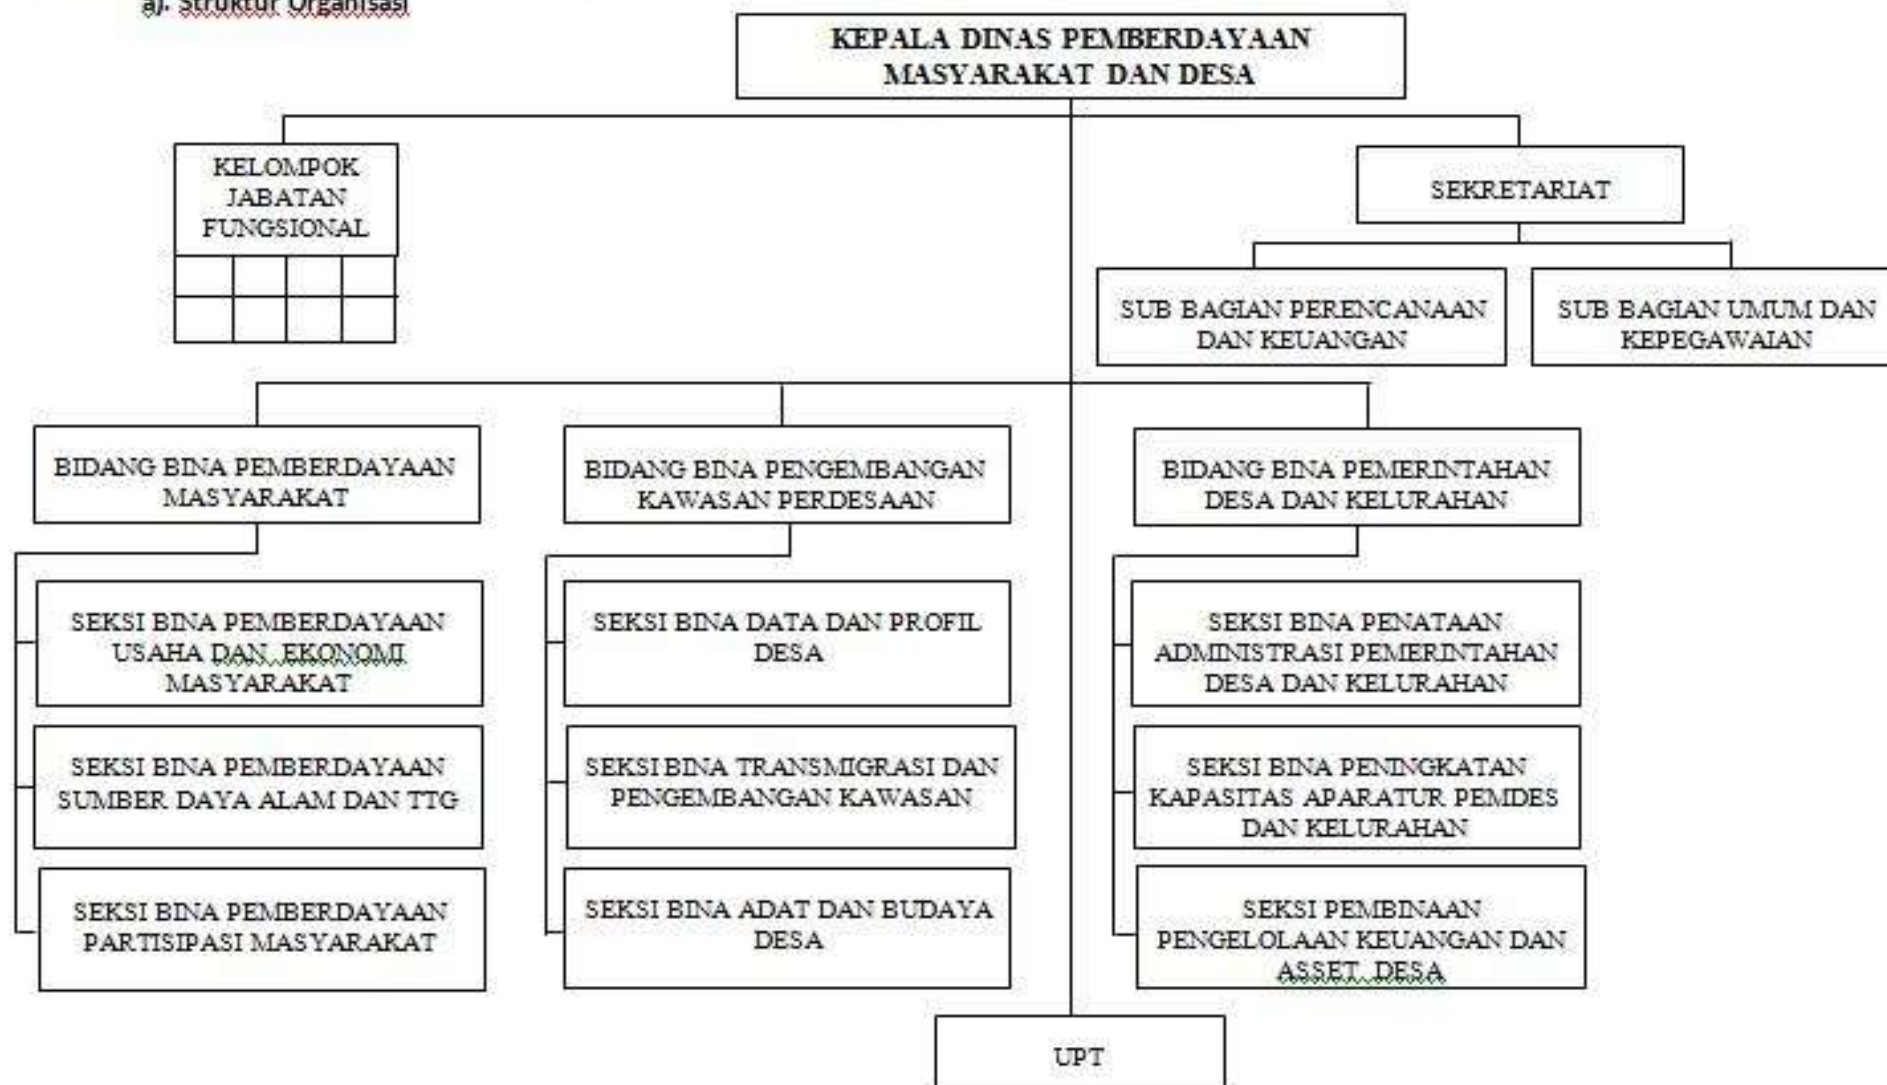 a). Struktur Organisasi
KEPALA DINAS PEMBERDAYAAN
MASYARAKAT DAN DESA
KELOMPOK
JABATAN
FUNGSIONAL
SEKRETARIAT
SUB BAGIAN PERENCANAAN
DAN KEUANGAN
SUB BAGIAN UMUM DAN
KEPEGAWAIAN
BIDANG BINA PEMBERDAYAAN
MASYARAKAT
BIDANG BINA PENGEMBANGAN
KAWASAN PERDESAAN
BIDANG BINA PEMERINTAHAN
DESA DAN KELURAHAN
SEKSI BINA PEMBERDAYAAN
USAHA DAN EKONOMI
MASYARAKAT
SEKSI BINA DATA DAN PROFIL
DESA
SEKSI BINA PENATAAN
ADMINISTRASI PEMERINTAHAN
DESA DAN KELURAHAN
SEKSI BINA PEMBERDAYAAN
SUMBER DAYA ALAM DAN TTG
SEKSI BINA TRANSMIGRASI DAN
PENGEMBANGAN KAWASAN
SEKSI BINA PENINGKATAN
KAPASITAS APARATUR PEMDES
DAN KELURAHAN
SEKSI BINA PEMBERDAYAAN
PARTISIPASI MASYARAKAT
SEKSI BINA ADAT DAN BUDAYA
DESA
SEKSI PEMBINAAN
PENGELOLAAN KEUANGAN DAN
ASSET DESA
UPT